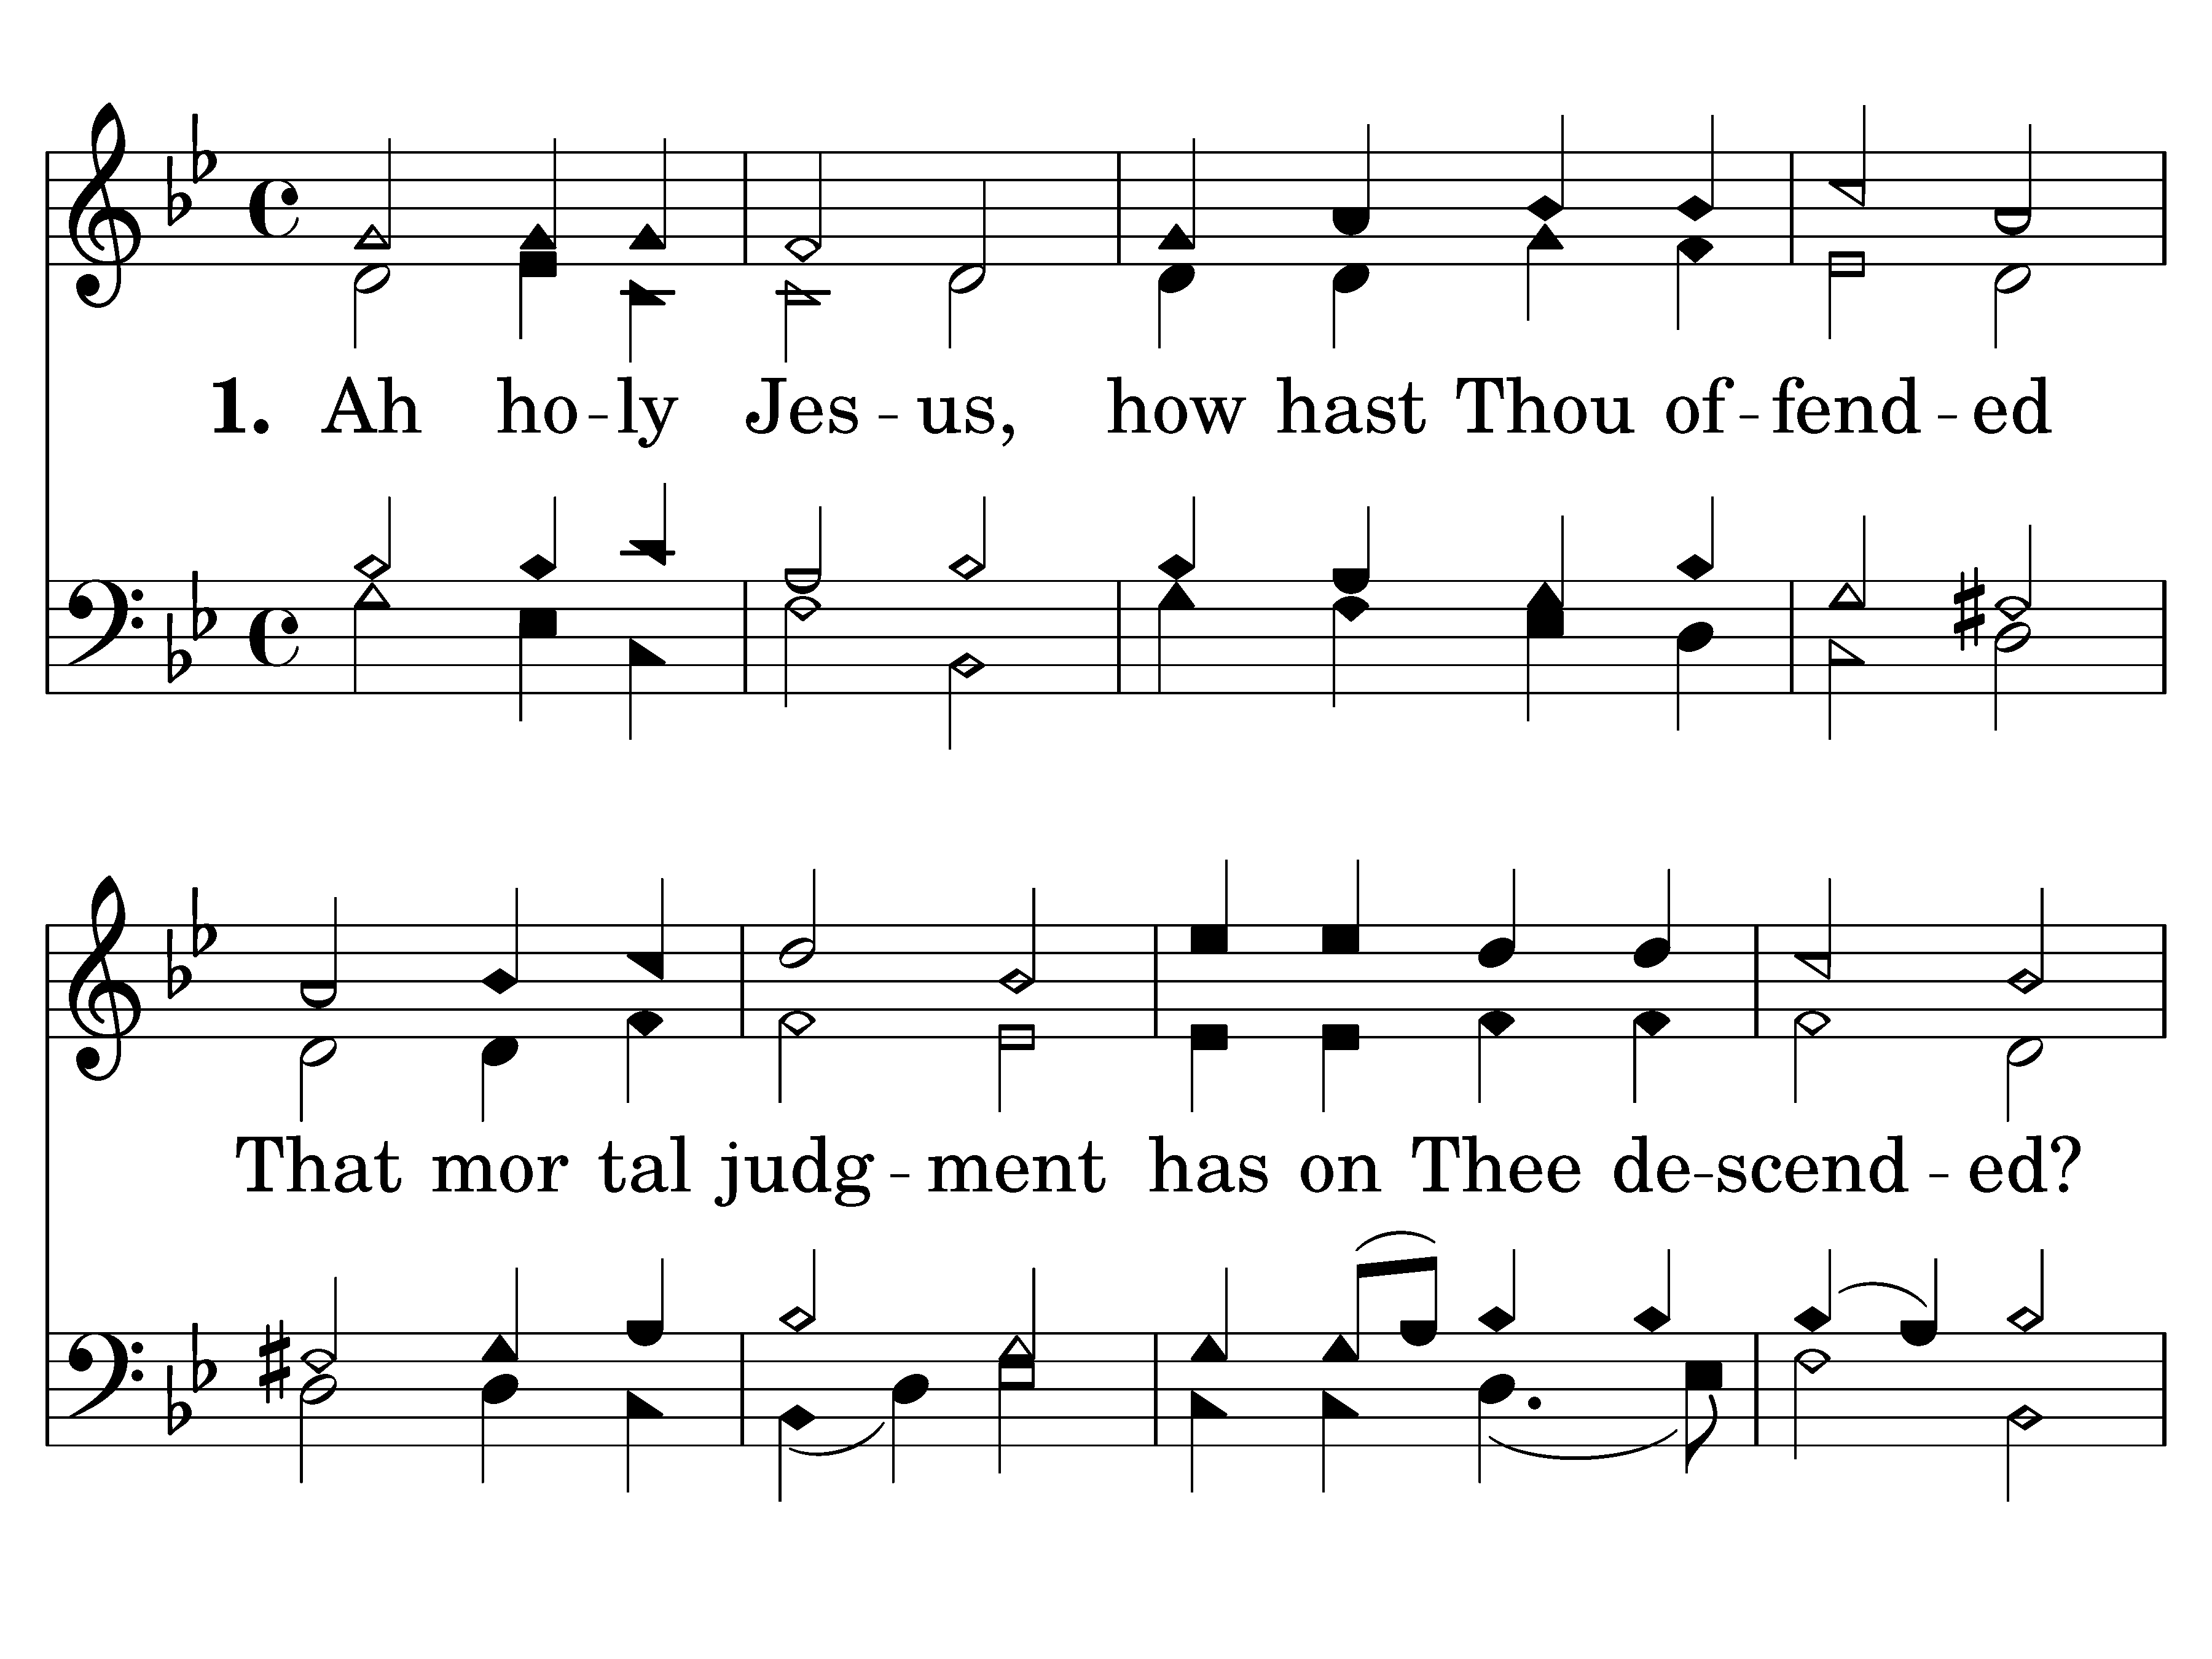 1. Ah ho-ly Jes-us, how hast Thou of-fend-ed
That mor tal judg-ment has on Thee de-scend-ed?